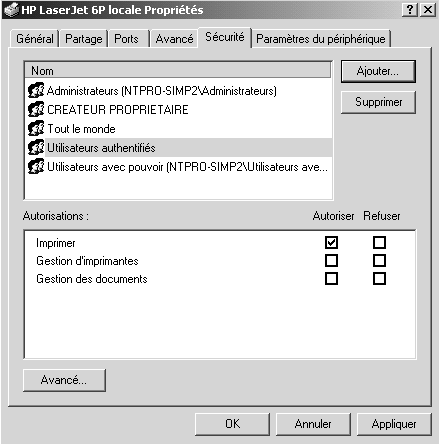 HP LaserJet 6P locale Propriétés
Général Partage Ports Avancé Sécurité Paramètres du périphérique
Nom
Administrateurs (NTPRO-SIMP2\Administrateurs)
CREATEUR PROPRIETAIRE
Tout le monde
Utilisateurs authentifiés
Utilisateurs avec pouvoir (NTPRO-SIMP2\Utilisateurs ave...
Ajouter...
Supprimer
Autorisations : Autoriser Refuser
Imprimer
Gestion d'imprimantes
Gestion des documents
Avancé...
OK Annuler Appliquer